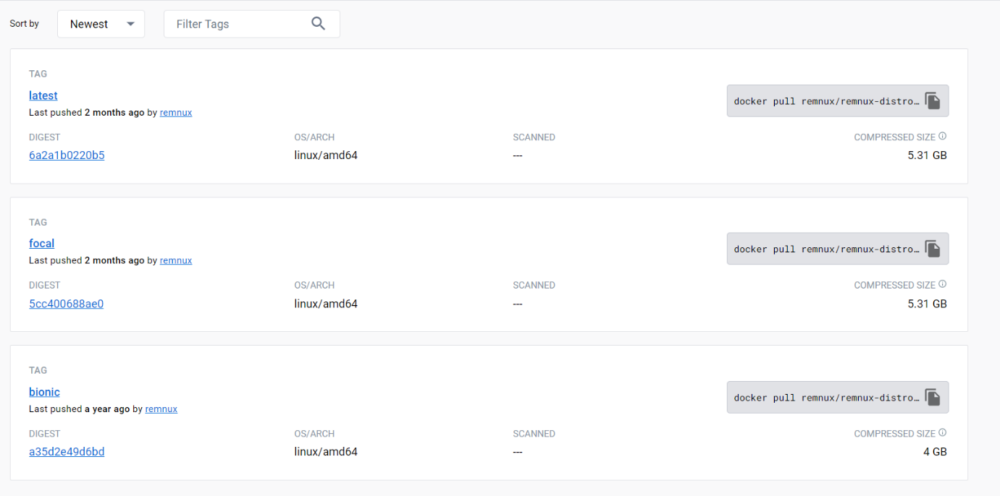 Sort by Newest Filter Tags
TAG
latest
Last pushed 2 months ago by remnux
docker pull remnux/remnux-distro…
DIGEST OS/ARCH SCANNED COMPRESSED SIZE
6a2a1b0220b5 linux/amd64 --- 5.31 GB
TAG
focal
Last pushed 2 months ago by remnux
docker pull remnux/remnux-distro…
DIGEST OS/ARCH SCANNED COMPRESSED SIZE
5cc400688ae0 linux/amd64 --- 5.31 GB
TAG
bionic
Last pushed a year ago by remnux
docker pull remnux/remnux-distro…
DIGEST OS/ARCH SCANNED COMPRESSED SIZE
a35d2e49d6bd linux/amd64 --- 4 GB